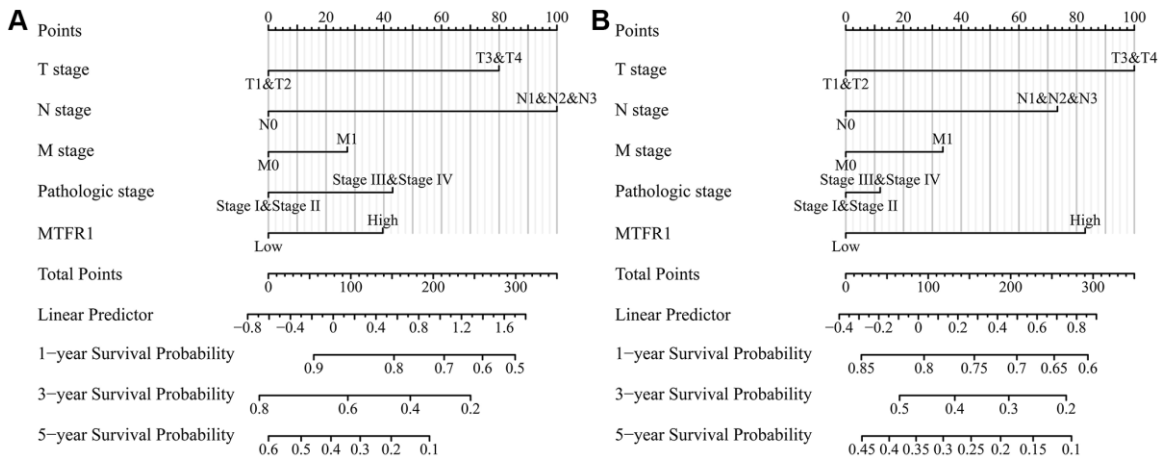 A
Points
0 20 40 60 80 100
T stage
T3&T4
T1&T2
N stage
N1&N2&N3
N0
M stage
M1
M0
Pathologic stage
Stage III&Stage IV
Stage I&Stage II
MTFR1
High
Low
Total Points
0 100 200 300
Linear Predictor
−0.8 −0.4 0 0.4 0.8 1.2 1.6
1−year Survival Probability
0.9 0.8 0.7 0.6 0.5
3−year Survival Probability
0.8 0.6 0.4 0.2
5−year Survival Probability
0.6 0.5 0.4 0.3 0.2 0.1
B
Points
0 20 40 60 80 100
T stage
T3&T4
T1&T2
N stage
N1&N2&N3
N0
M stage
M1
M0
Pathologic stage
Stage III&Stage IV
Stage I&Stage II
MTFR1
High
Low
Total Points
0 100 200 300
Linear Predictor
−0.4 −0.2 0 0.2 0.4 0.6 0.8
1−year Survival Probability
0.85 0.8 0.75 0.7 0.65 0.6
3−year Survival Probability
0.5 0.4 0.3 0.2
5−year Survival Probability
0.45 0.4 0.35 0.3 0.25 0.2 0.15 0.1